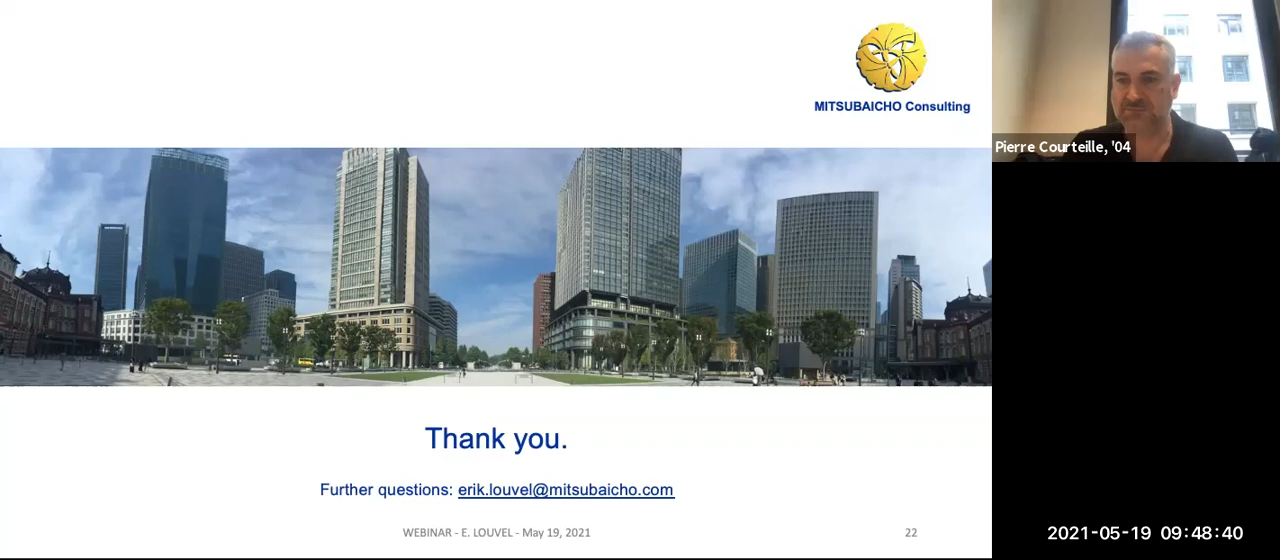 MITSUBAICHO Consulting
Pierre Courteille, '04
Thank you.
Further questions: erik.louvel@mitsubaicho.com
WEBINAR - E. LOUVEL - May 19, 2021
22
2021-05-19 09:48:40